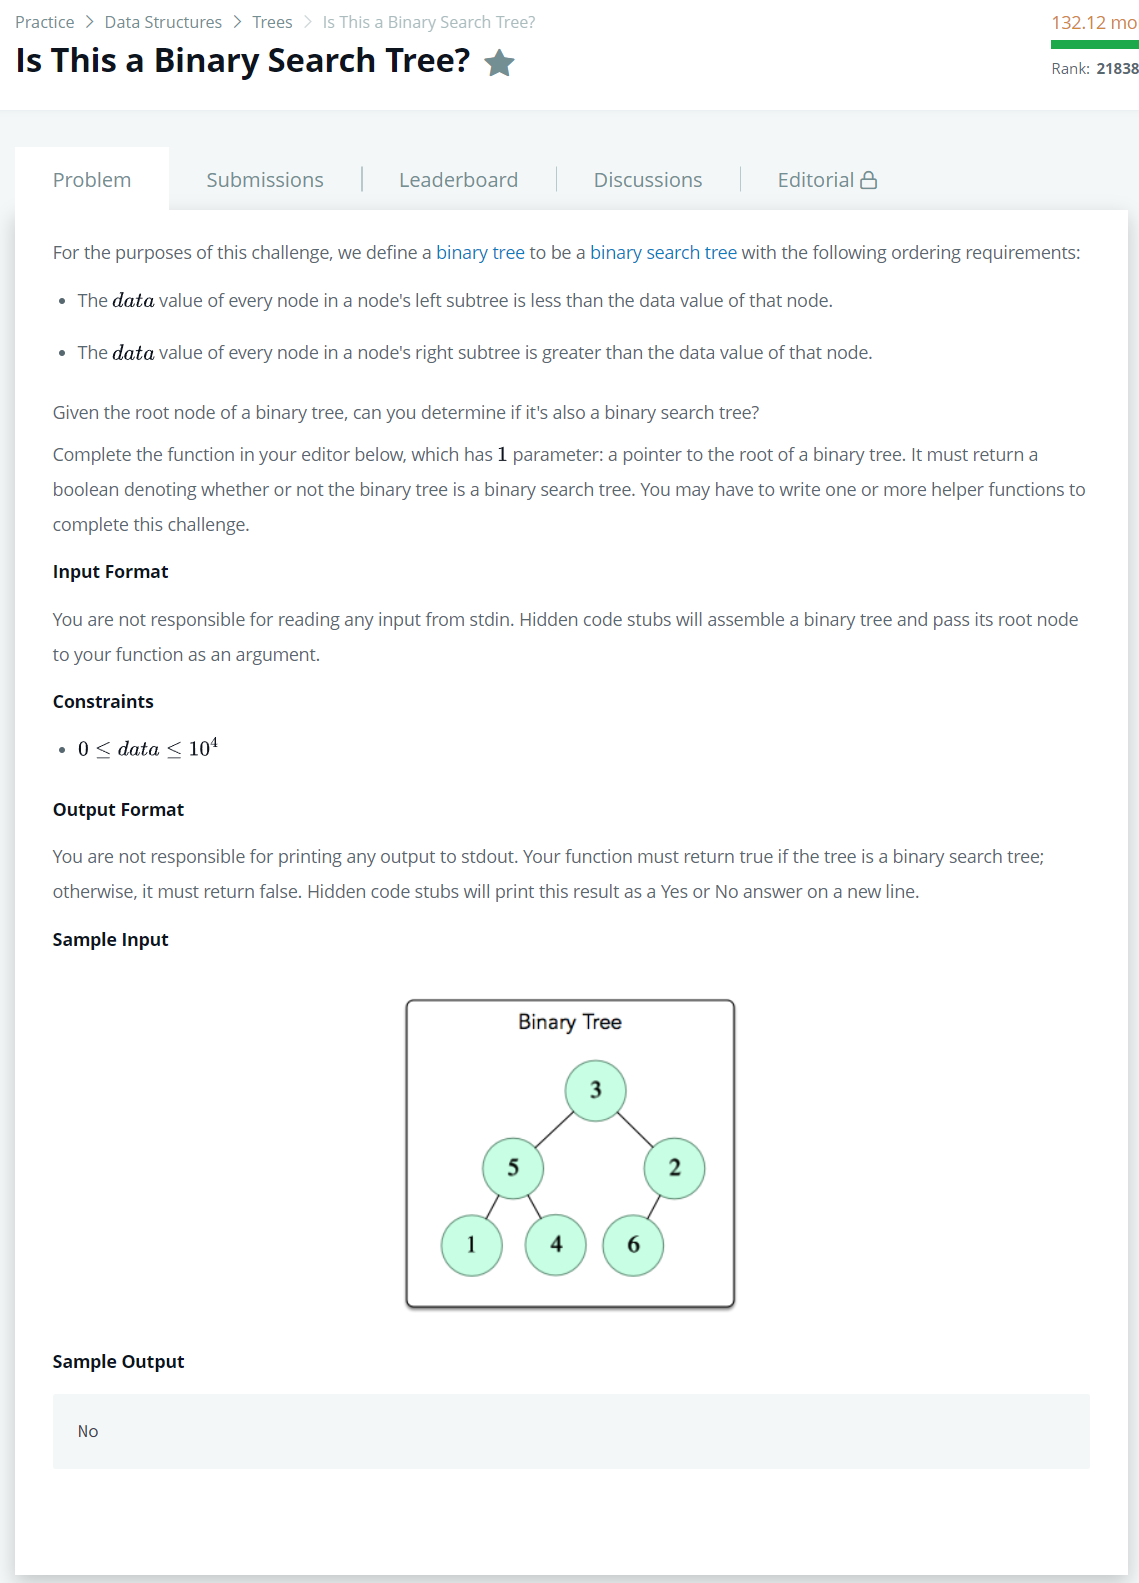 Practice > Data Structures > Trees > Is This a Binary Search Tree?
132.12 mo
Is This a Binary Search Tree?
Rank: 21838
Problem
Submissions
Leaderboard
Discussions
Editorial
For the purposes of this challenge, we define a binary tree to be a binary search tree with the following ordering requirements:
• The data value of every node in a node's left subtree is less than the data value of that node.
• The data value of every node in a node's right subtree is greater than the data value of that node.
Given the root node of a binary tree, can you determine if it's also a binary search tree?
Complete the function in your editor below, which has 1 parameter: a pointer to the root of a binary tree. It must return a
boolean denoting whether or not the binary tree is a binary search tree. You may have to write one or more helper functions to
complete this challenge.
Input Format
You are not responsible for reading any input from stdin. Hidden code stubs will assemble a binary tree and pass its root node
to your function as an argument.
Constraints
• 0 ≤ data ≤ 10⁴
Output Format
You are not responsible for printing any output to stdout. Your function must return true if the tree is a binary search tree;
otherwise, it must return false. Hidden code stubs will print this result as a Yes or No answer on a new line.
Sample Input
Binary Tree
3
5 2
1 4 6
Sample Output
No